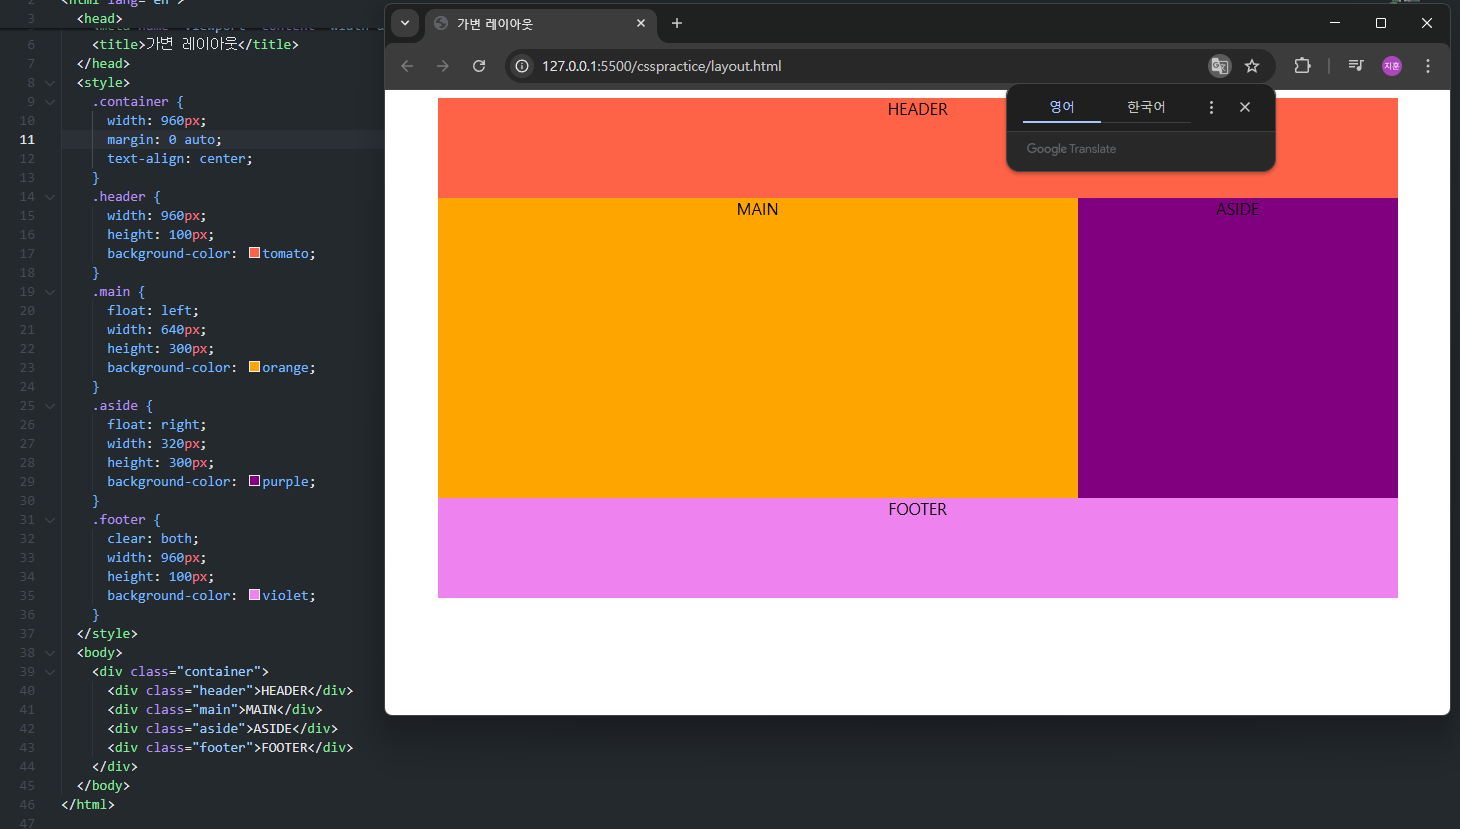 2 <html lang="en">
3 <head>
6 <title>가변 레이아웃</title>
7 </head>
8 <style>
9 .container {
10 width: 960px;
11 margin: 0 auto;
12 text-align: center;
13 }
14 .header {
15 width: 960px;
16 height: 100px;
17 background-color: tomato;
18 }
19 .main {
20 float: left;
21 width: 640px;
22 height: 300px;
23 background-color: orange;
24 }
25 .aside {
26 float: right;
27 width: 320px;
28 height: 300px;
29 background-color: purple;
30 }
31 .footer {
32 clear: both;
33 width: 960px;
34 height: 100px;
35 background-color: violet;
36 }
37 </style>
38 <body>
39 <div class="container">
40 <div class="header">HEADER</div>
41 <div class="main">MAIN</div>
42 <div class="aside">ASIDE</div>
43 <div class="footer">FOOTER</div>
44 </div>
45 </body>
46 </html>
47
가변 레이아웃
127.0.0.1:5500/csspractice/layout.html
지훈
영어 한국어
Google Translate
HEADER
MAIN ASIDE
FOOTER